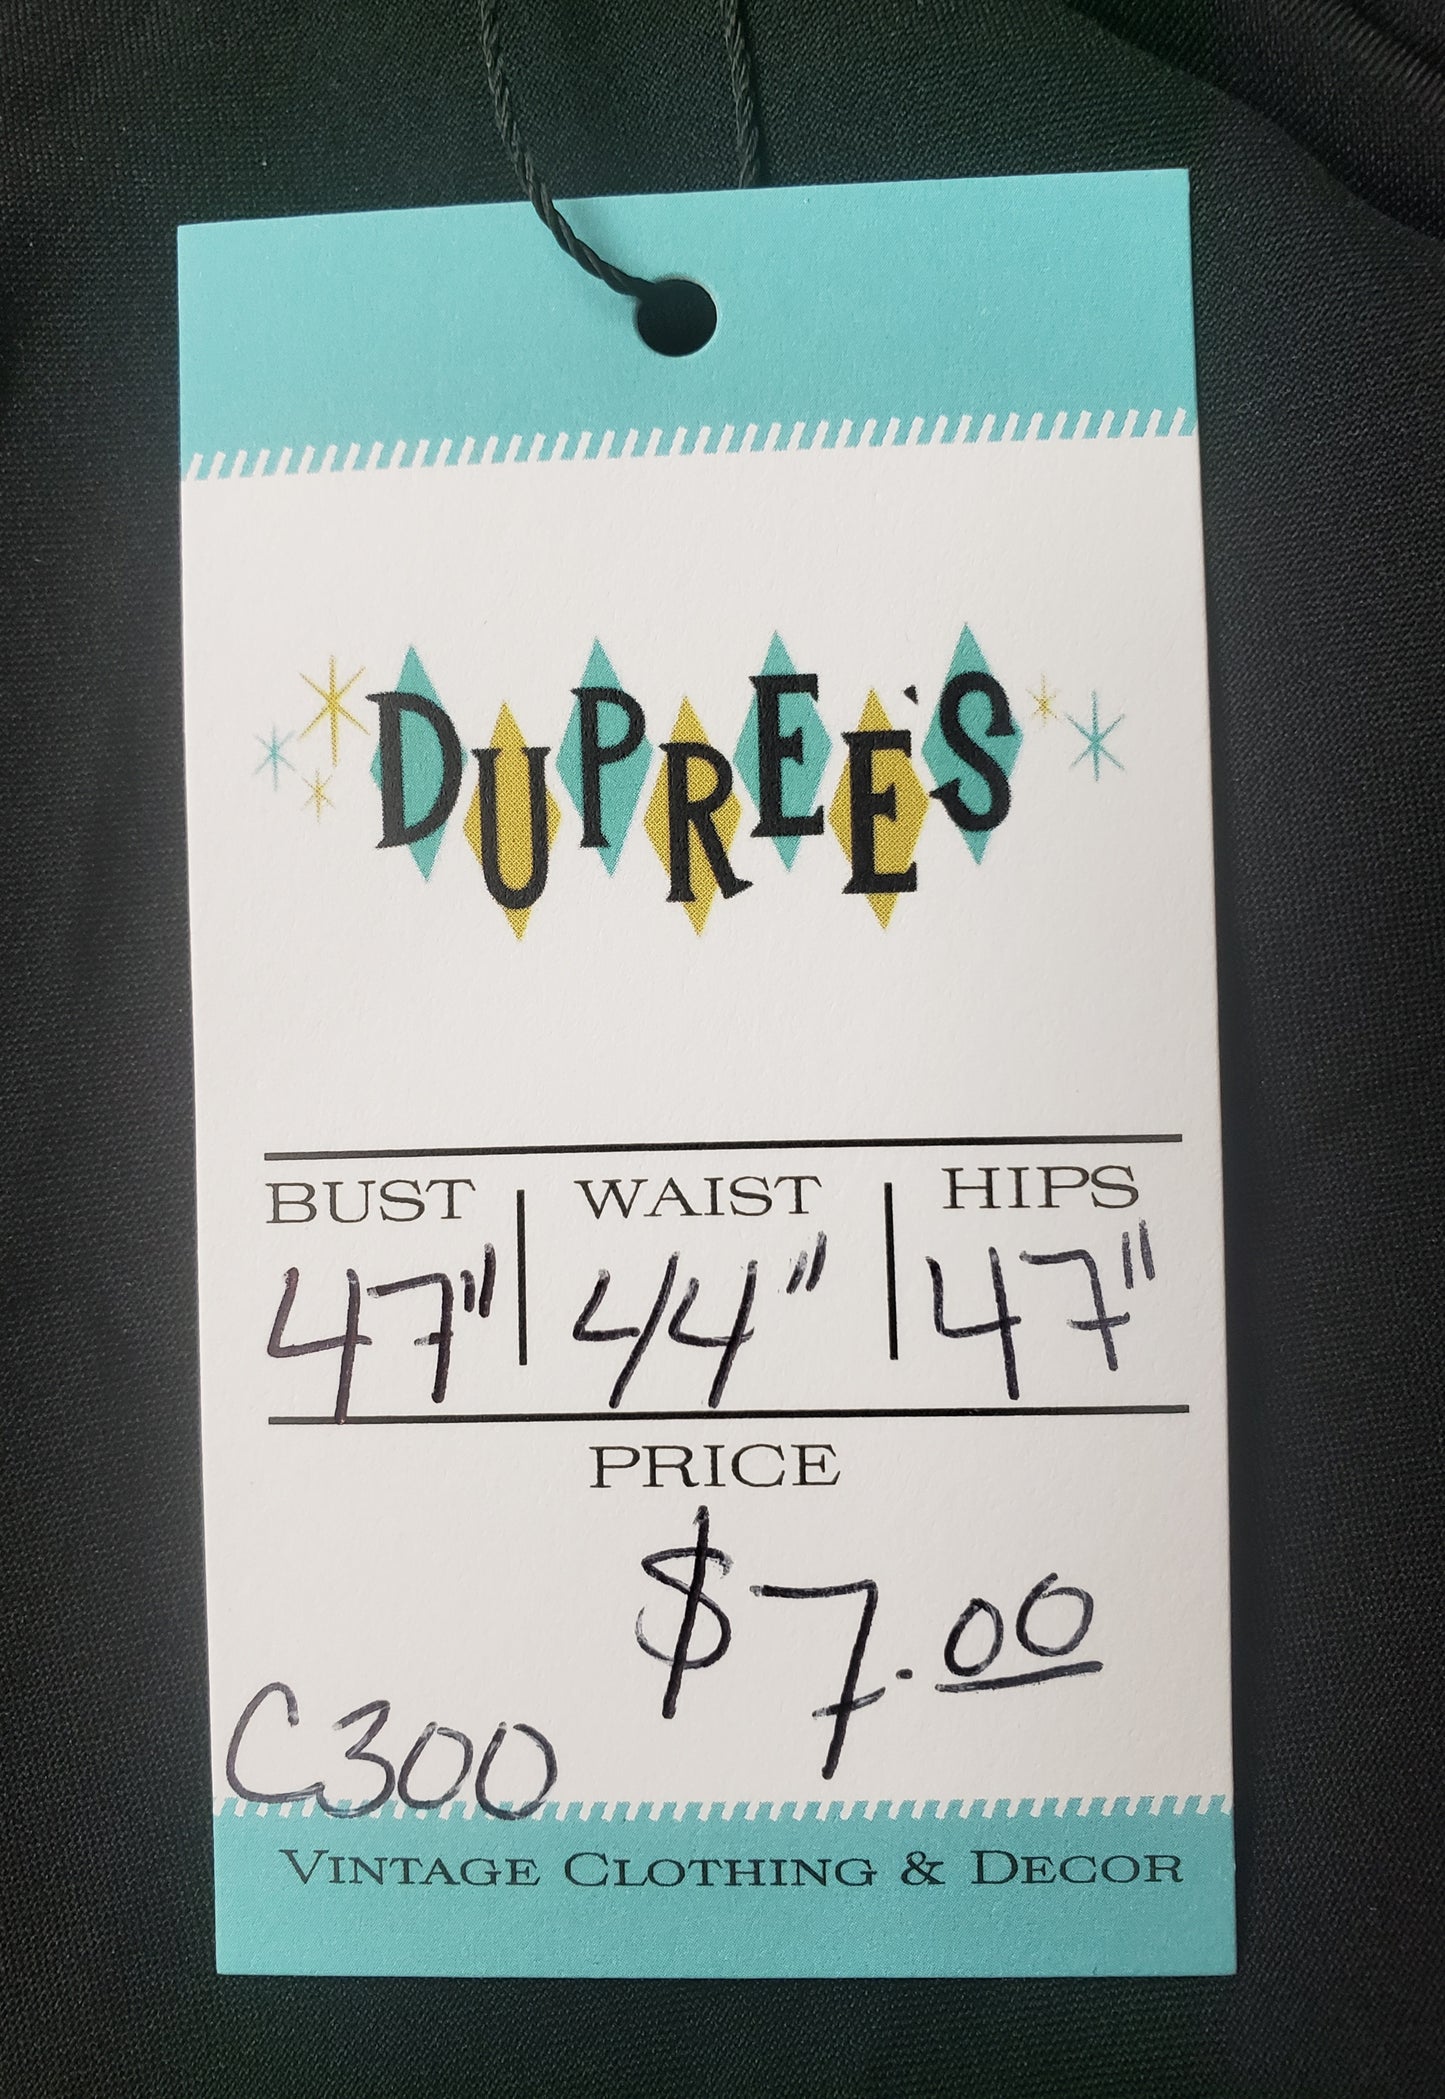 DUPREE'S
BUST | WAIST | HIPS
47" | 44" | 47"
PRICE
$7.00
C300
VINTAGE CLOTHING & DECOR